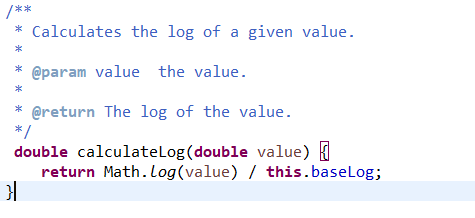 /**
 * Calculates the log of a given value.
 *
 * @param value  the value.
 *
 * @return The log of the value.
 */
 double calculateLog(double value) {
    return Math.log(value) / this.baseLog;
}